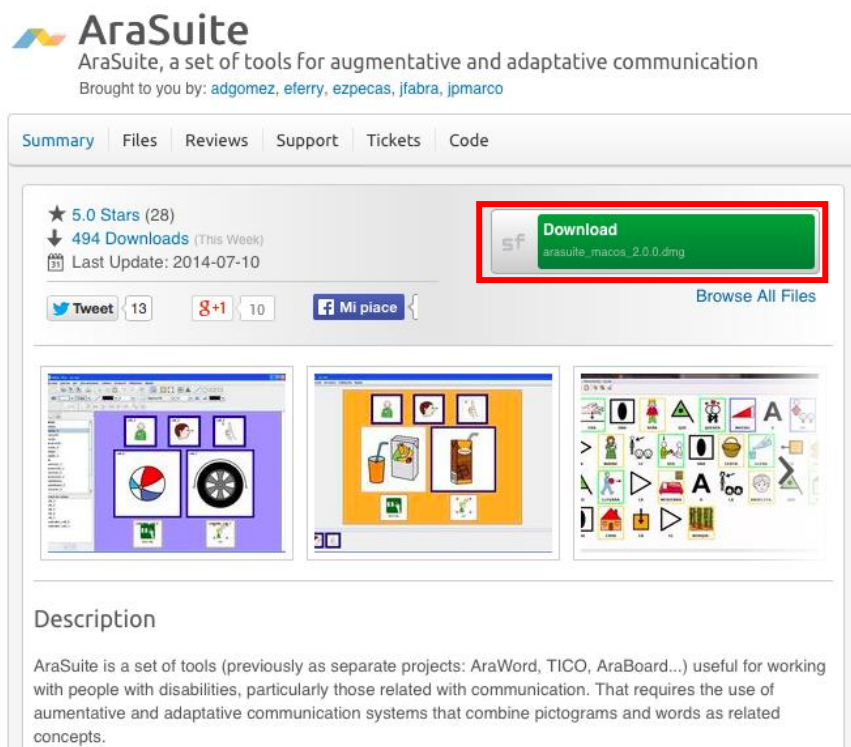 AraSuite
AraSuite, a set of tools for augmentative and adaptative communication
Brought to you by: adgomez, eferry, ezpecas, jfabra, jpmarco
Summary Files Reviews Support Tickets Code
5.0 Stars (28)
494 Downloads (This Week)
31 Last Update: 2014-07-10
sf Download
arasuite_macos_2.0.0.dmg
Browse All Files
Tweet 13 g+1 10 f Mi piace
Description
AraSuite is a set of tools (previously as separate projects: AraWord, TICO, AraBoard...) useful for working
with people with disabilities, particularly those related with communication. That requires the use of
aumentative and adaptative communication systems that combine pictograms and words as related
concepts.